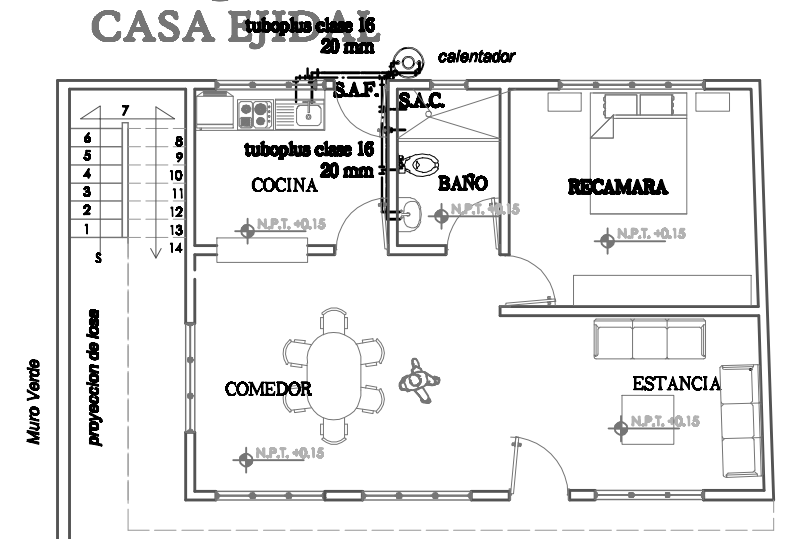 CASA EJIDAL
tuboplus clase 16
20 mm
calentador
S.A.F.
S.A.C.
7
6
5
4
3
2
1
S
8
9
10
11
12
13
14
tuboplus clase 16
20 mm
COCINA
BAÑO
RECAMARA
N.P.T. +0.15
N.P.T. +0.15
N.P.T. +0.15
Muro Verde
proyeccion de losa
COMEDOR
ESTANCIA
N.P.T. +0.15
N.P.T. +0.15